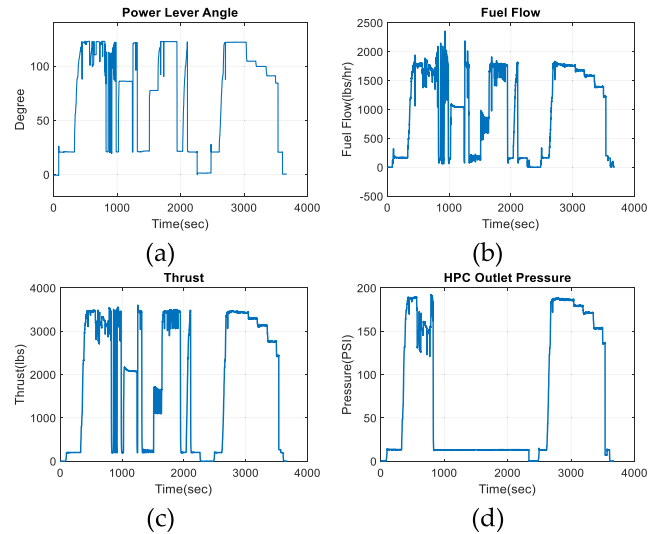 Power Lever Angle
Degree
100
50
0
0
1000
2000
3000
4000
Time(sec)
(a)
Fuel Flow
Fuel Flow(lbs/hr)
2500
2000
1500
1000
500
0
-500
0
1000
2000
3000
4000
Time(sec)
(b)
Thrust
Thrust(lbs)
4000
3000
2000
1000
0
0
1000
2000
3000
4000
Time(sec)
(c)
HPC Outlet Pressure
Pressure(PSI)
200
150
100
50
0
0
1000
2000
3000
4000
Time(sec)
(d)